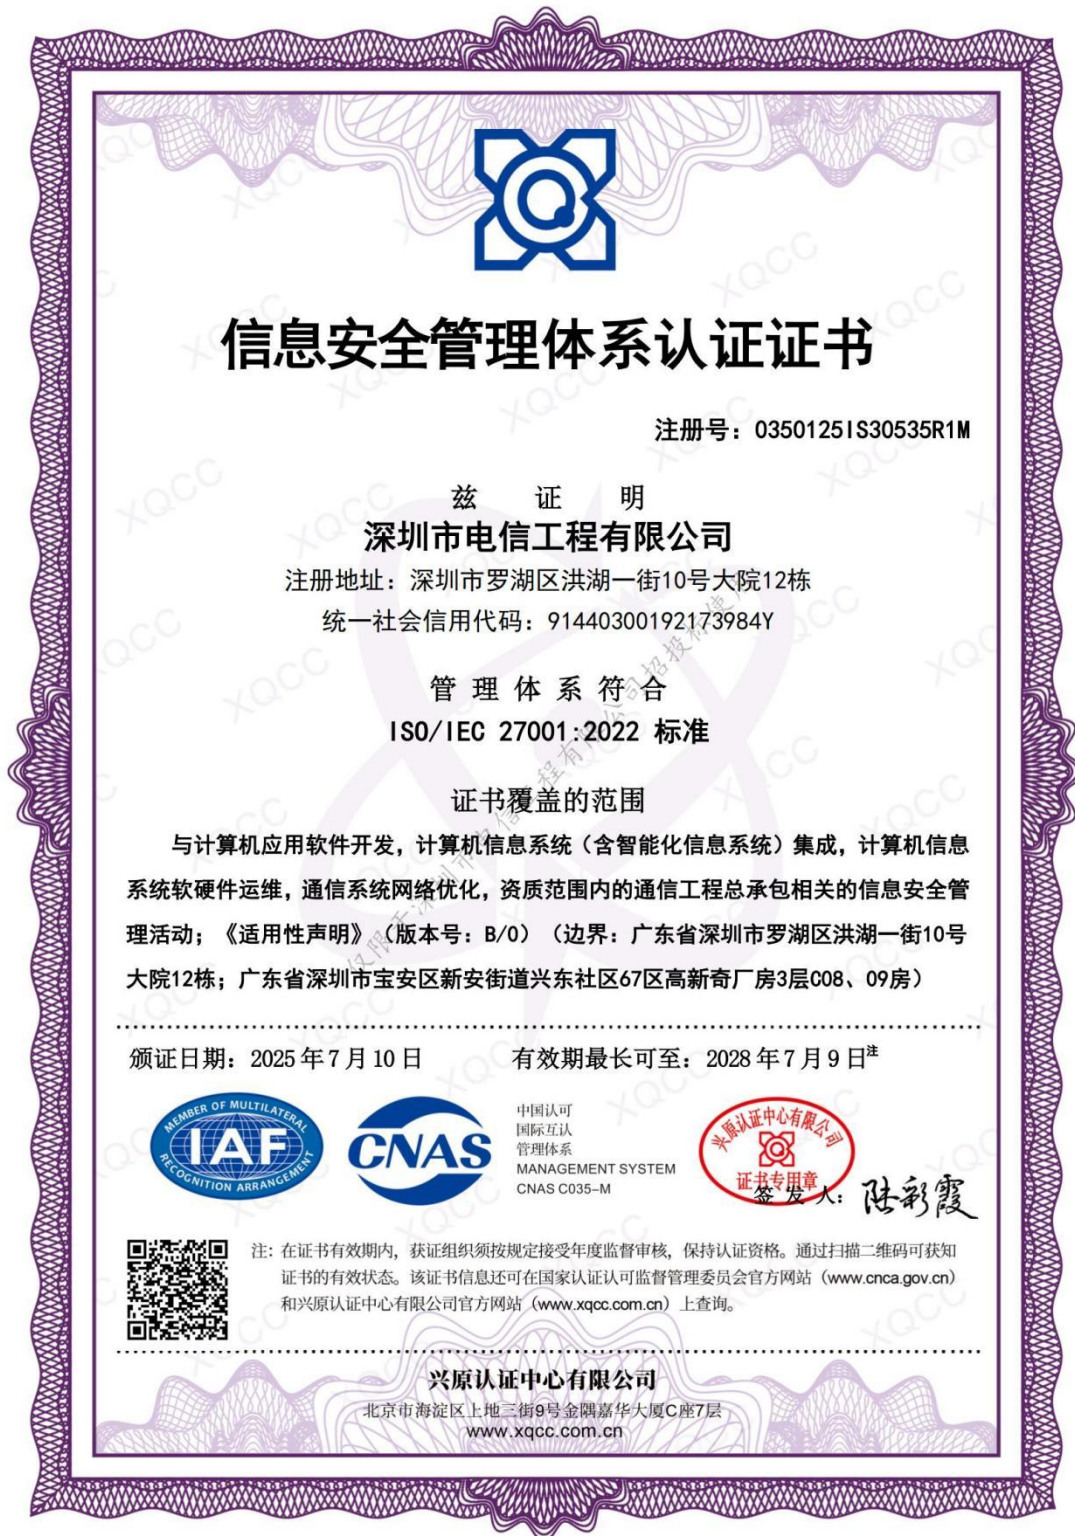 信息安全管理体系认证证书
注册号：0350125IS30535R1M
兹 证 明
深圳市电信工程有限公司
注册地址：深圳市罗湖区洪湖一街10号大院12栋
统一社会信用代码：91440300192173984Y
管 理 体 系 符 合
ISO/IEC 27001:2022 标准
证书覆盖的范围
与计算机应用软件开发，计算机信息系统（含智能化信息系统）集成，计算机信息
系统软硬件运维，通信系统网络优化，资质范围内的通信工程总承包相关的信息安全管
理活动；《适用性声明》（版本号：B/0）（边界：广东省深圳市罗湖区洪湖一街10号
大院12栋；广东省深圳市宝安区新安街道兴东社区67区高新奇厂房3层C08、09房）
仅限于深圳市电信工程有限公司招投标使用
颁证日期：2025年7月10日 有效期最长可至：2028年7月9日注
MEMBER OF MULTILATERAL
IAF
RECOGNITION ARRANGEMENT
CNAS
中国认可
国际互认
管理体系
MANAGEMENT SYSTEM
CNAS C035-M
兴原认证中心有限公司
证书专用章
签 发 人：陆彩霞
注：在证书有效期内，获证组织须按规定接受年度监督审核，保持认证资格。通过扫描二维码可获知
证书的有效状态。该证书信息还可在国家认证认可监督管理委员会官方网站（www.cnca.gov.cn）
和兴原认证中心有限公司官方网站（www.xqcc.com.cn）上查询。
兴原认证中心有限公司
北京市海淀区上地三街9号金隅嘉华大厦C座7层
www.xqcc.com.cn
XQCC